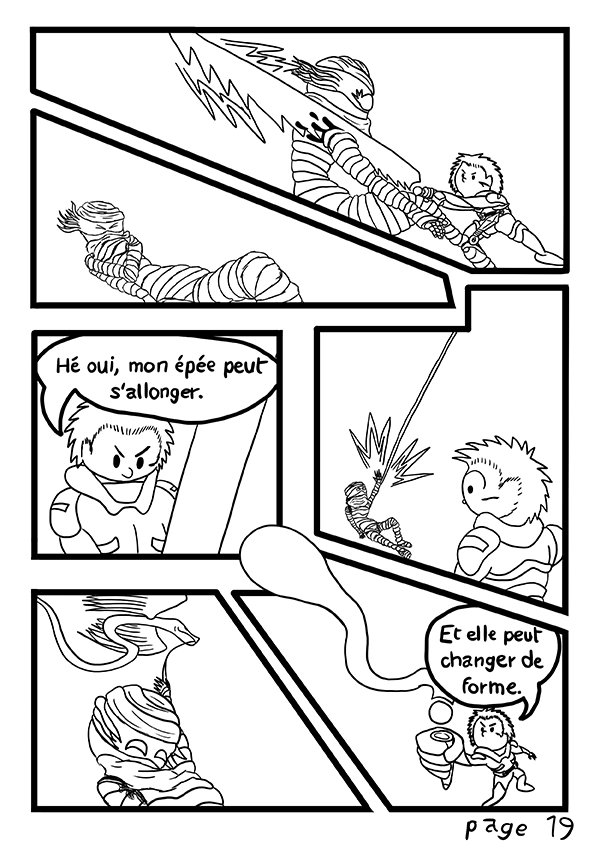 Hé oui, mon épée peut
s'allonger.
Et elle peut
changer de
forme.
page 19